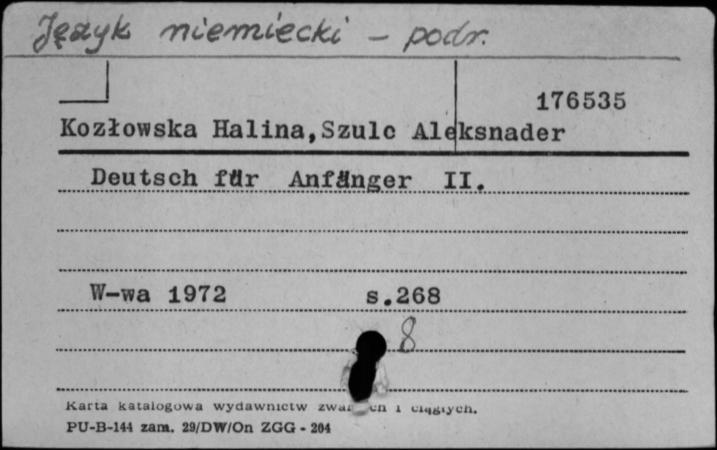 Język niemiecki – podr.
176535
Kozłowska Halina, Szulc Aleksnader
Deutsch für Anfänger II.
W-wa 1972 s.268
8
Karta katalogowa wydawnictw i ciągłych.
PU-B-144 zam. 29/DW/On ZGG - 204